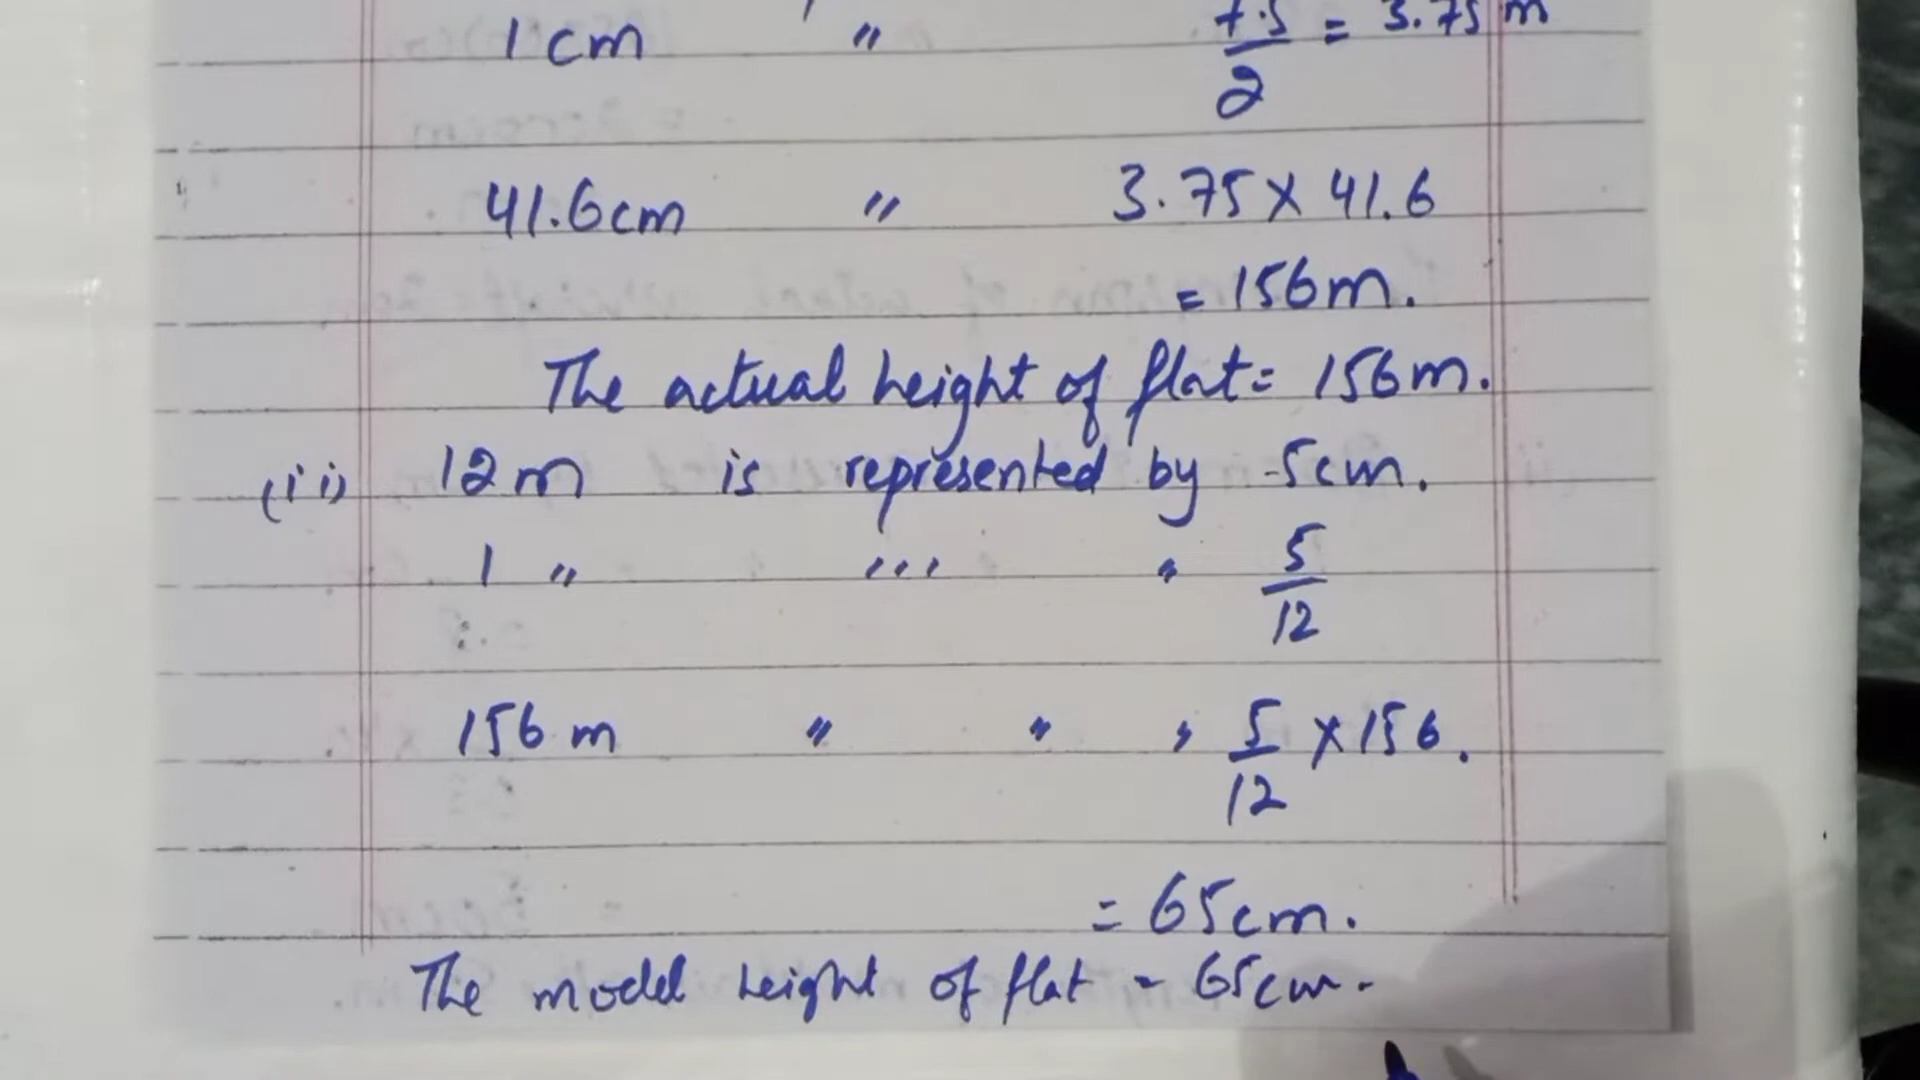 1 cm " 7.5/2 = 3.75 m
41.6cm " 3.75 × 41.6
= 156m.
The actual height of flat = 156m.
(ii) 12m is represented by 5cm.
1 " ''' " 5/12
156 m " " " 5/12 × 156.
= 65cm.
The model height of flat = 65cm.